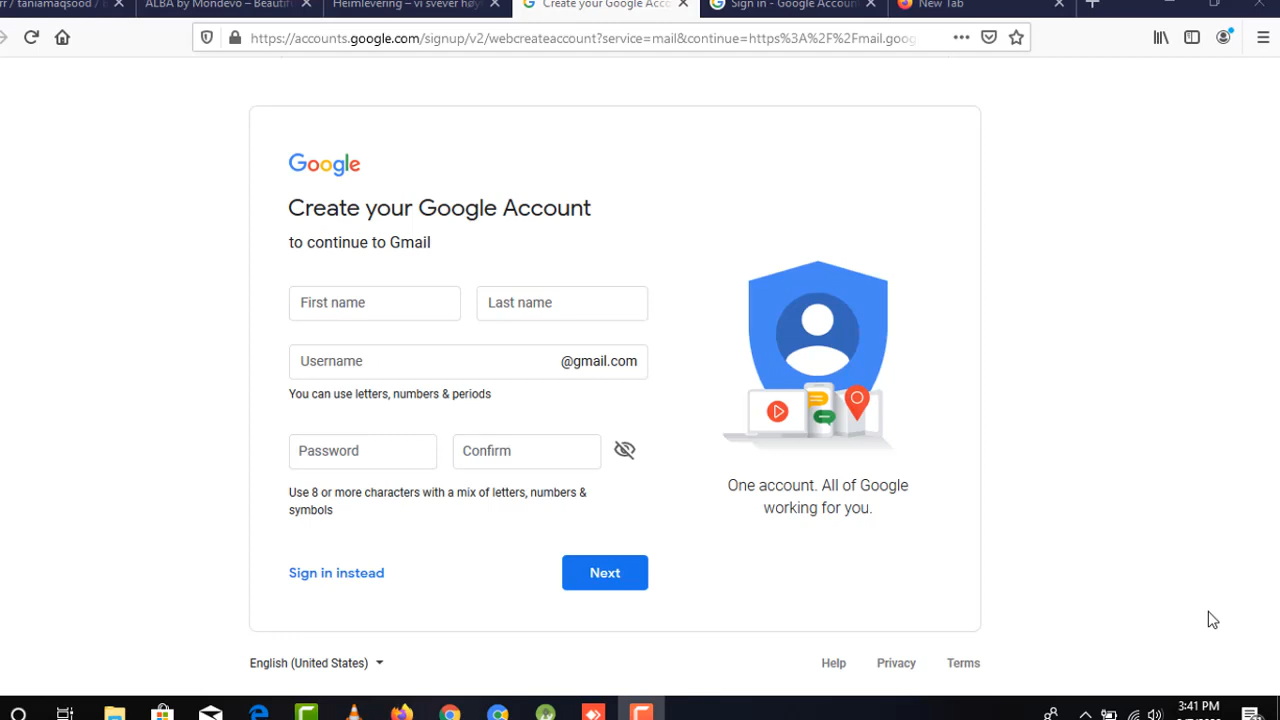 rr / taniamaqsood / 
ALBA by Mondevo – Beautif
Heimlevering – vi svever høy
Create your Google Acco
Sign in - Google Account
New Tab
https://accounts.google.com/signup/v2/webcreateaccount?service=mail&continue=https%3A%2F%2Fmail.goog
Google
Create your Google Account
to continue to Gmail
First name
Last name
Username
@gmail.com
You can use letters, numbers & periods
Password
Confirm
Use 8 or more characters with a mix of letters, numbers &
symbols
Sign in instead
Next
One account. All of Google
working for you.
English (United States)
Help
Privacy
Terms
3:41 PM